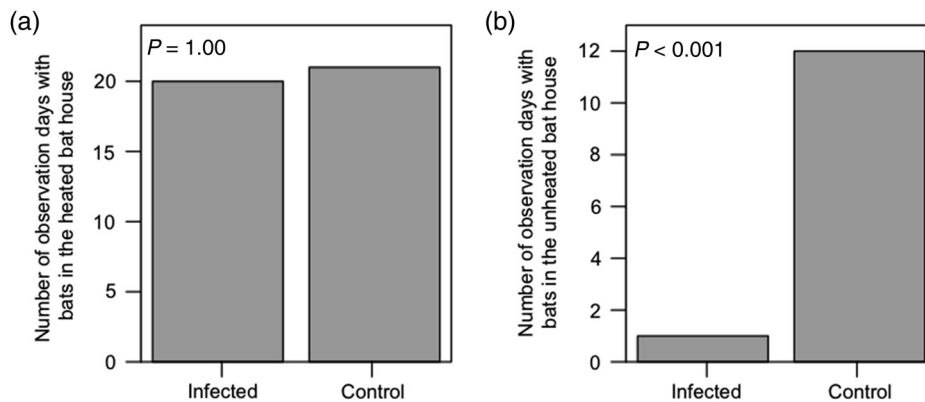 (a)
P = 1.00
Number of observation days with
bats in the heated bat house
20
15
10
5
0
Infected
Control
(b)
P < 0.001
Number of observation days with
bats in the unheated bat house
12
10
8
6
4
2
0
Infected
Control